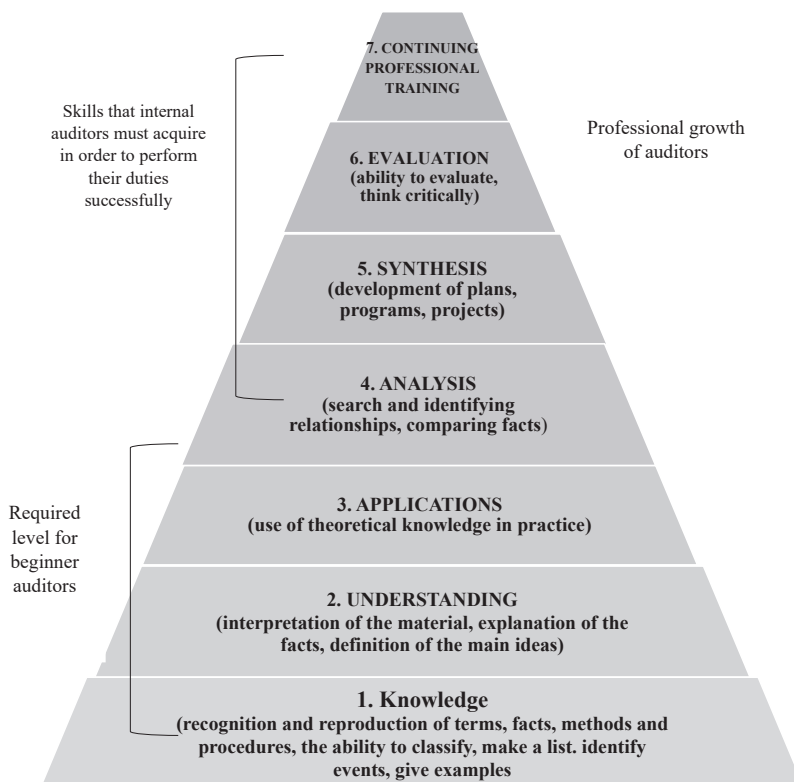 7. CONTINUING
PROFESSIONAL
TRAINING
Skills that internal
auditors must acquire
in order to perform
their duties
successfully
Professional growth
of auditors
6. EVALUATION
(ability to evaluate,
think critically)
5. SYNTHESIS
(development of plans,
programs, projects)
4. ANALYSIS
(search and identifying
relationships, comparing facts)
3. APPLICATIONS
(use of theoretical knowledge in practice)
Required
level for
beginner
auditors
2. UNDERSTANDING
(interpretation of the material, explanation of the
facts, definition of the main ideas)
1. Knowledge
(recognition and reproduction of terms, facts, methods and
procedures, the ability to classify, make a list. identify
events, give examples